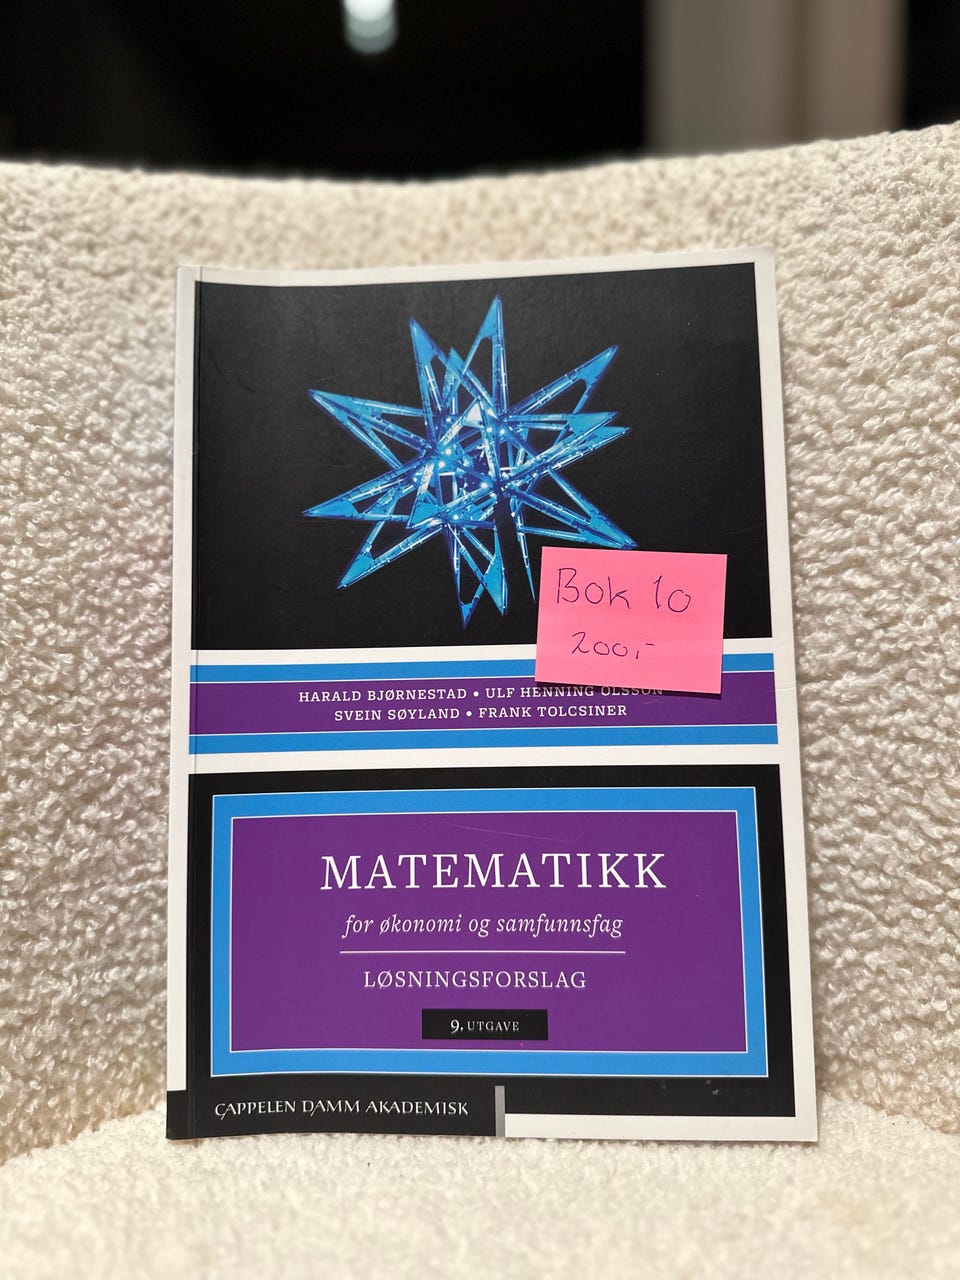 Bok 10
200,-
HARALD BJØRNESTAD • ULF HENNING OLSSON
SVEIN SØYLAND • FRANK TOLCSINER
MATEMATIKK
for økonomi og samfunnsfag
LØSNINGSFORSLAG
9. UTGAVE
CAPPELEN DAMM AKADEMISK